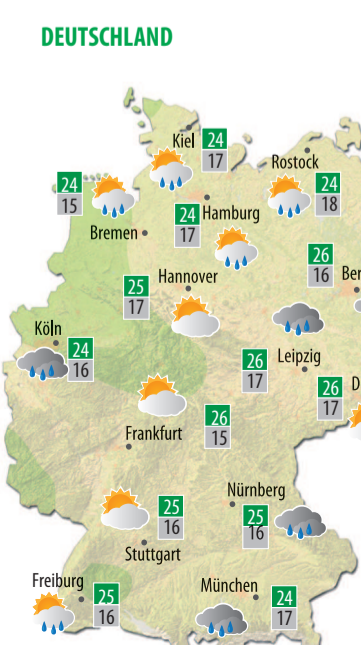 DEUTSCHLAND
Kiel 24
17
Rostock
24
18
24
15
24 Hamburg
17
Bremen
26
16 Ber
Hannover
25
17
Köln
24
16
Leipzig
26
17
26 D
17
26
15
Frankfurt
Nürnberg
25
16
25
16
Stuttgart
Freiburg
25
16
München
24
17